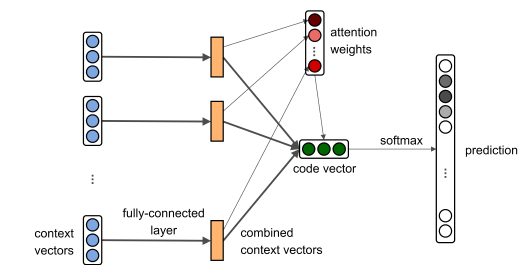 attention
weights
softmax
prediction
code vector
fully-connected
layer
context
vectors
combined
context vectors